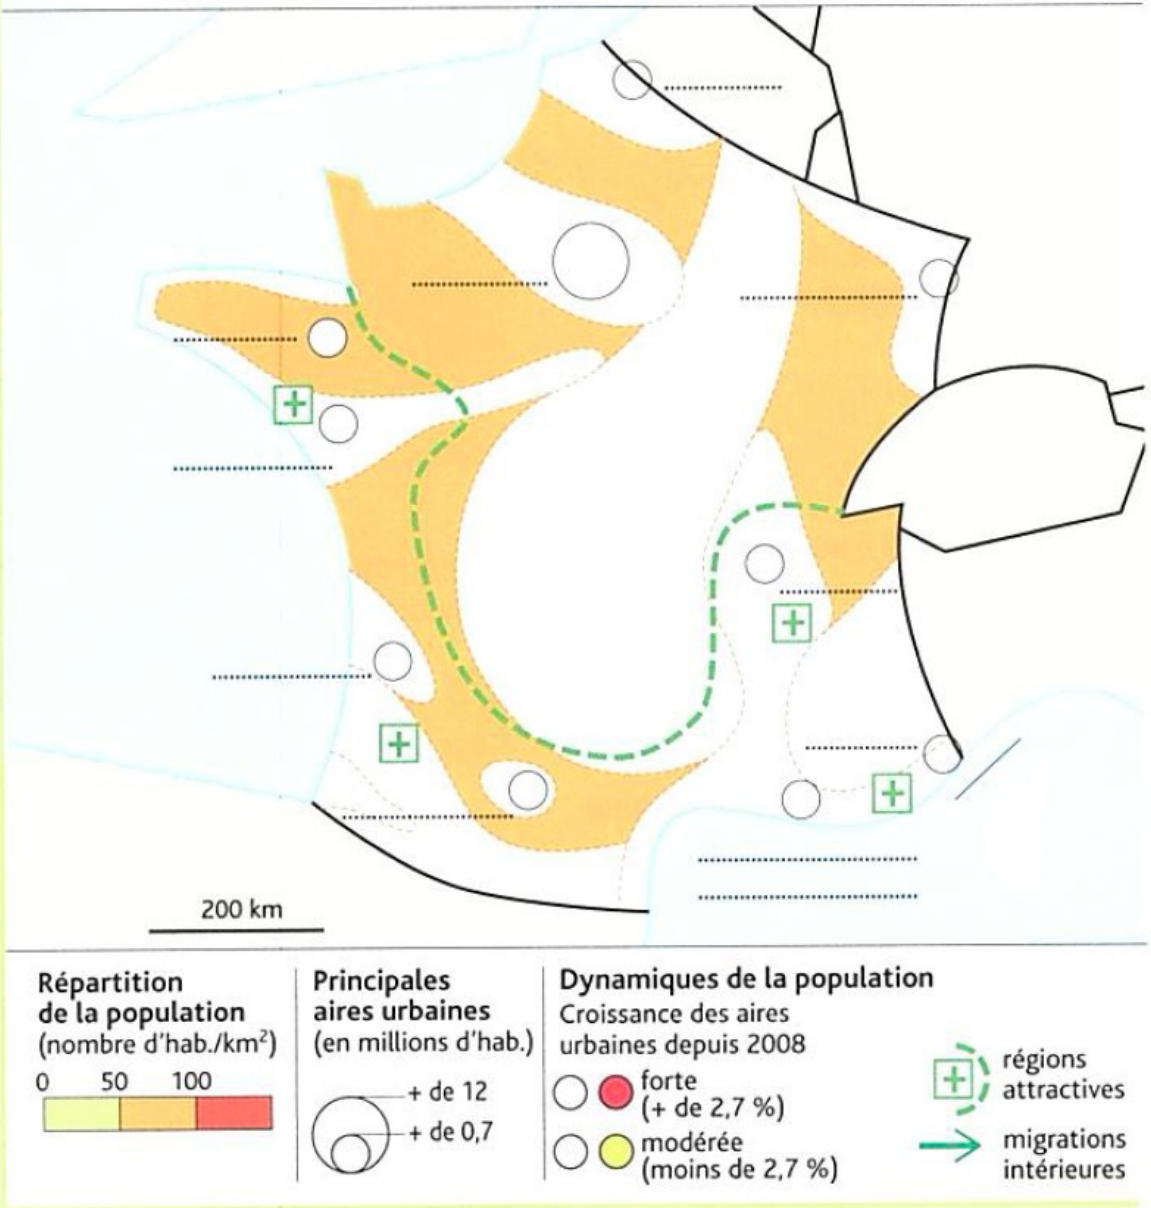 200 km
Répartition
de la population
(nombre d'hab./km²)
0 50 100
Principales
aires urbaines
(en millions d'hab.)
+ de 12
+ de 0,7
Dynamiques de la population
Croissance des aires
urbaines depuis 2008
forte
(+ de 2,7 %)
modérée
(moins de 2,7 %)
régions
attractives
migrations
intérieures